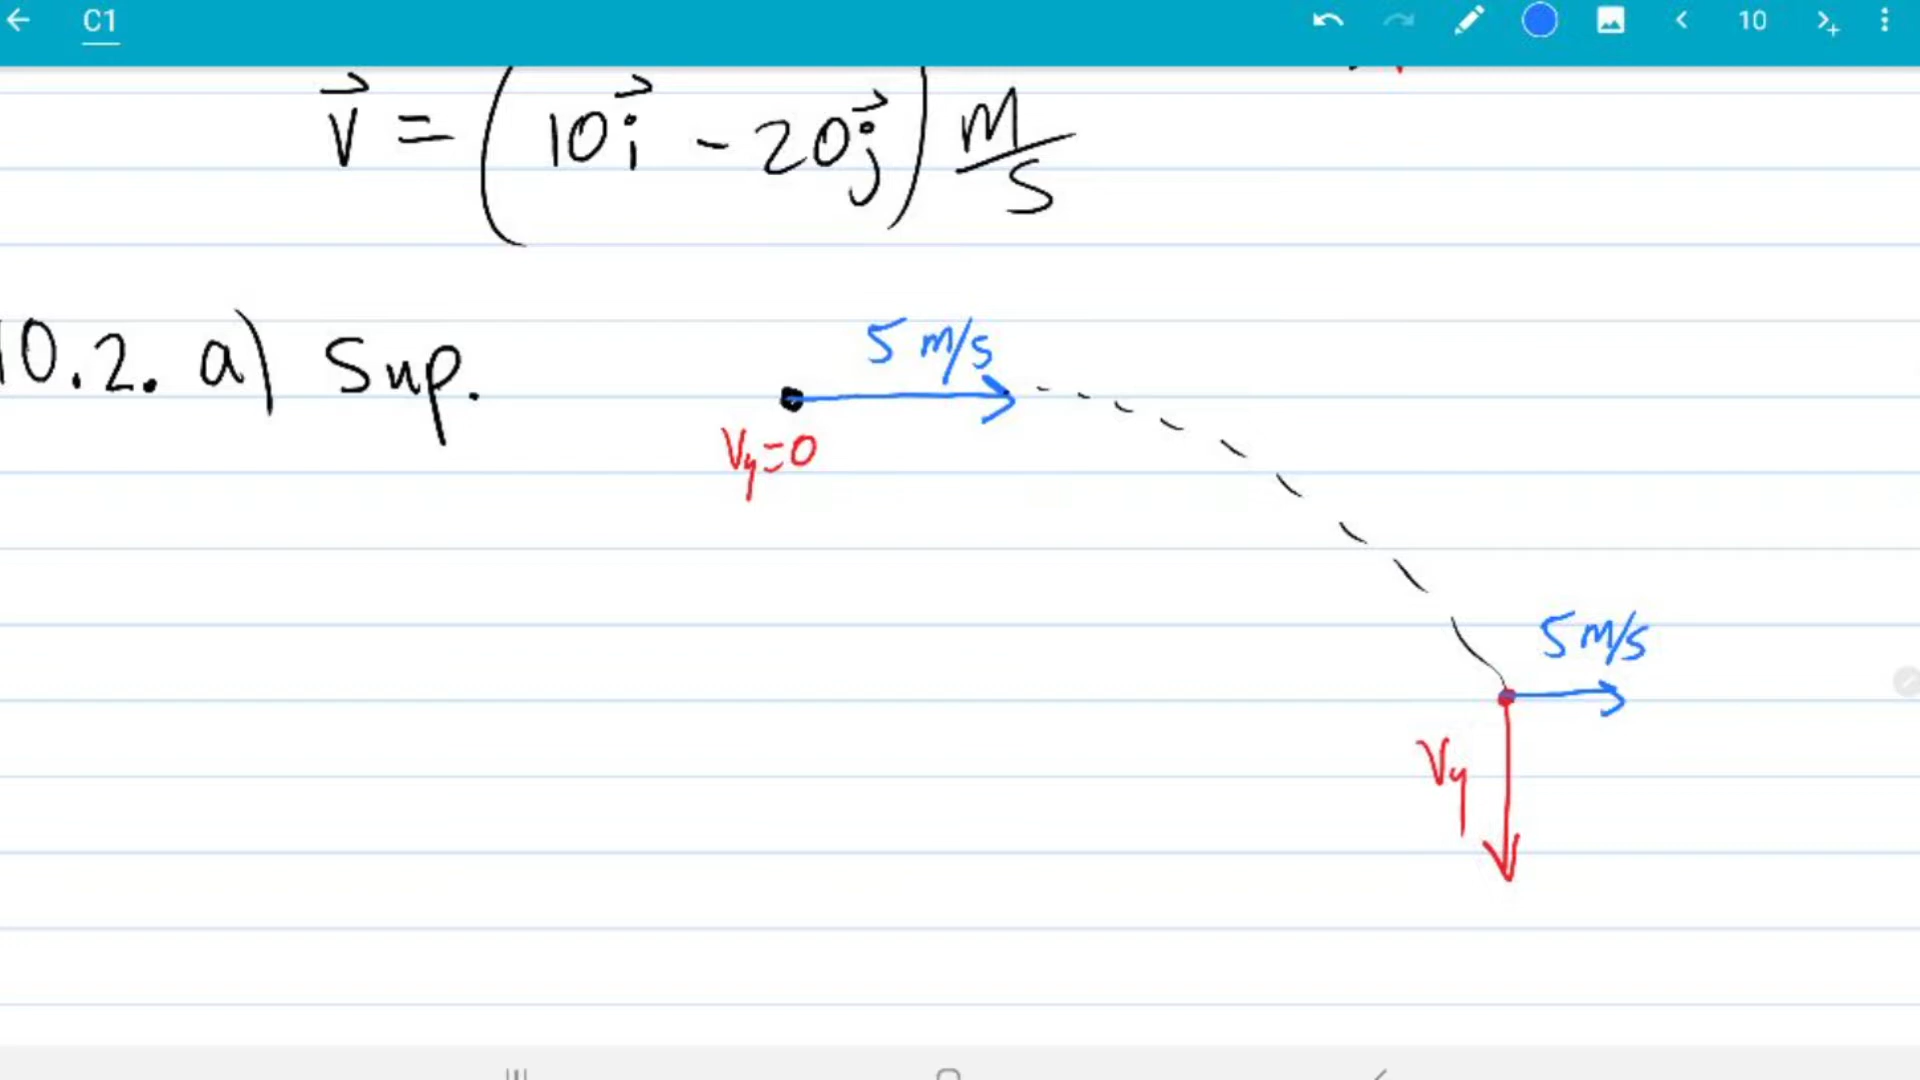 C1 10
v⃗ = (10i⃗ - 20j⃗) m/s
10.2. a) Sup.
5 m/s
Vy=0
5 m/s
Vy